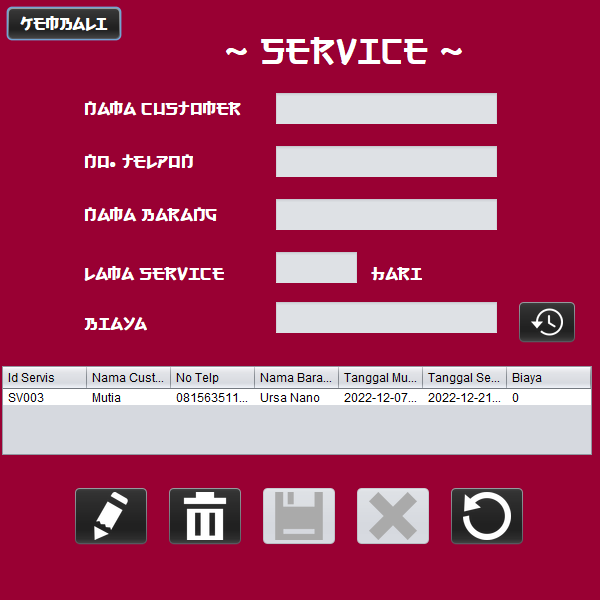 KEMBALI
~ SERVICE ~
NAMA CUSTOMER
NO. TELPON
NAMA BARANG
LAMA SERVICE HARI
BIAYA
Id Servis Nama Cust... No Telp Nama Bara... Tanggal Mu... Tanggal Se... Biaya
SV003 Mutia 081563511... Ursa Nano 2022-12-07... 2022-12-21... 0